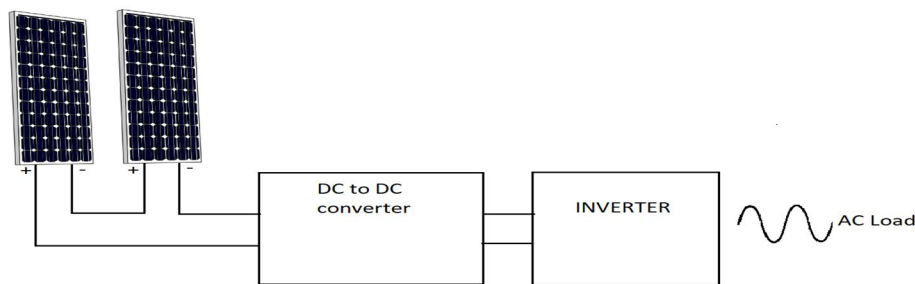 + - + -
DC to DC
converter
INVERTER
AC Load